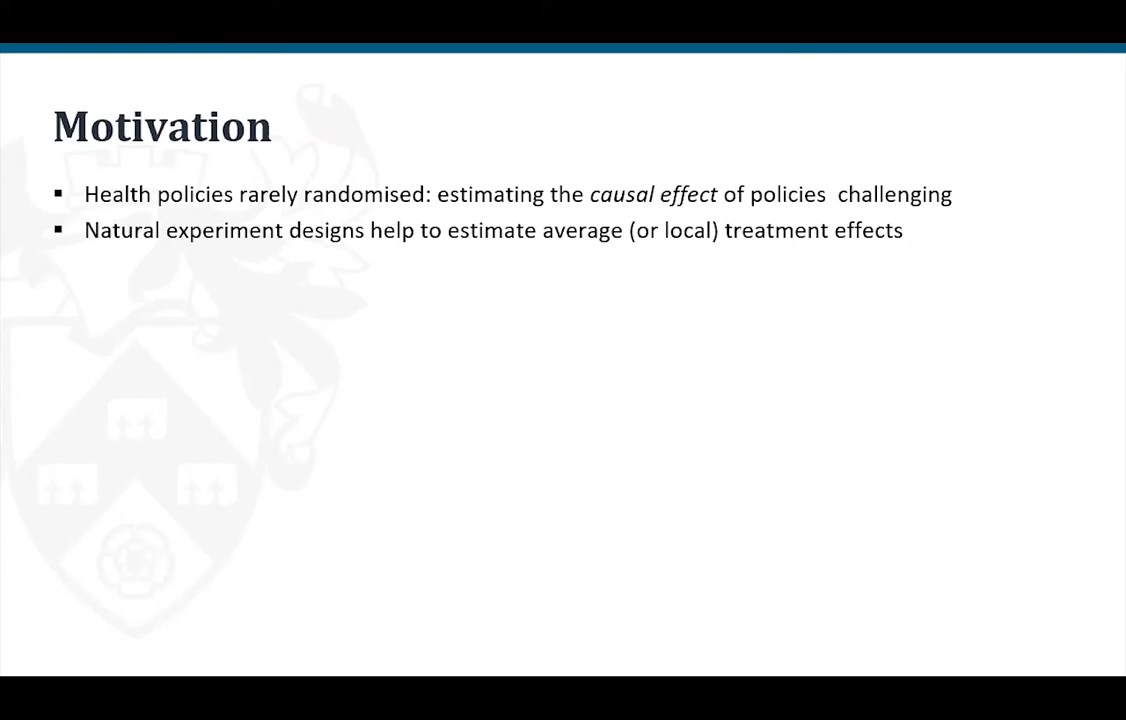 Motivation
▪ Health policies rarely randomised: estimating the causal effect of policies  challenging
▪ Natural experiment designs help to estimate average (or local) treatment effects